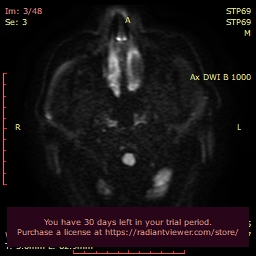 Im: 3/48
Se: 3
A
STP69
STP69
M
Ax DWI B 1000
R
L
You have 30 days left in your trial period.
Purchase a license at https://radiantviewer.com/store/